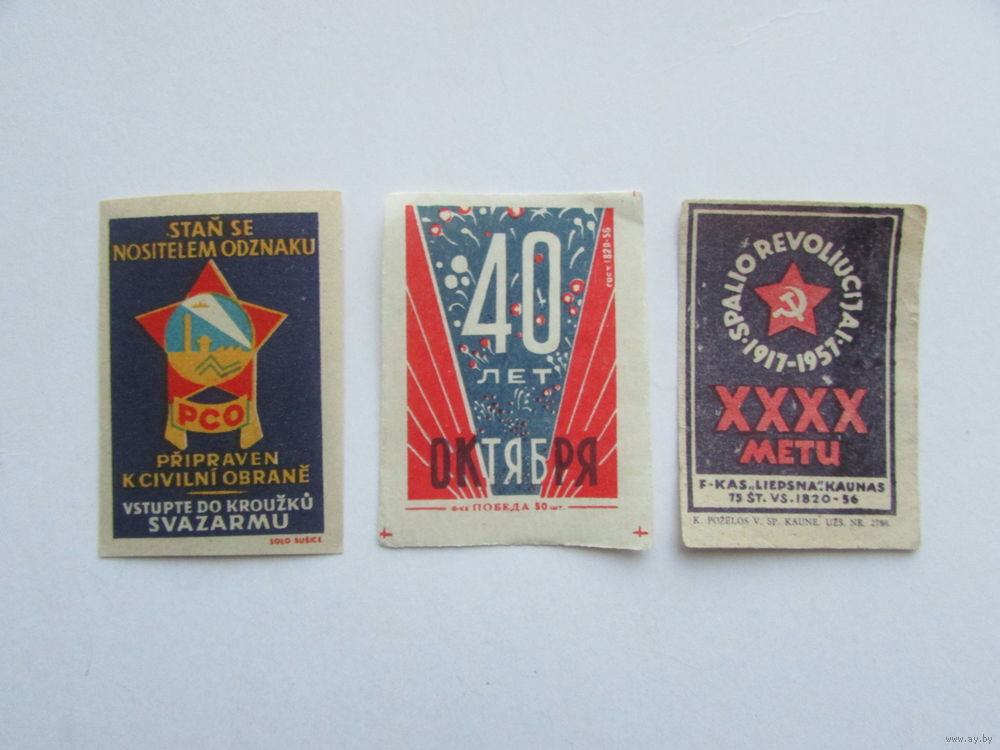 STAŇ SE
NOSITELEM ODZNAKU
PCO
PŘIPRAVEN
K CIVILNÍ OBRANĚ
VSTUPTE DO KROUŽKŮ
SVAZARMU
SOLO SUŠICE
40
ЛЕТ
ОКТЯБРЯ
ГОСТ 1820-56
Ф-КА ПОБЕДА 50 ШТ.
SPALIO REVOLIUCIJAI
1917-1957
XXXX
METŲ
F-KAS „LIEPSNA". KAUNAS
75 ŠT. VS. 1820-56
K. POŽĖLOS V. SP. KAUNE. UŽS. NR. 2786.
www.ay.by